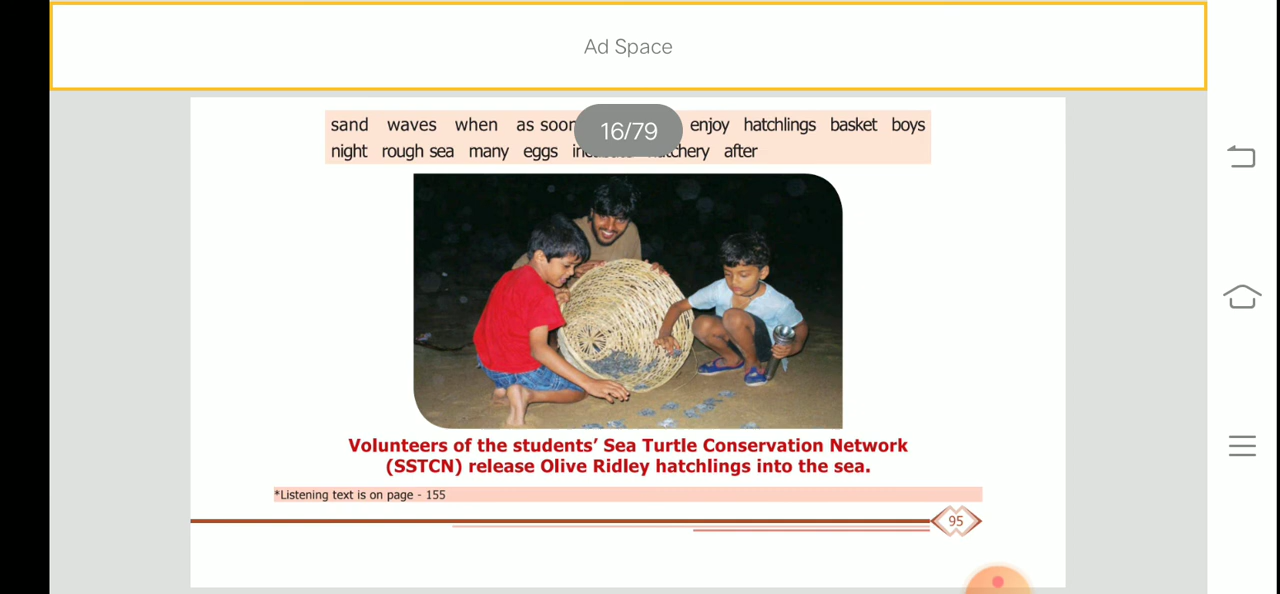 Ad Space
sand waves when as soon enjoy hatchlings basket boys
16/79
night rough sea many eggs after
Volunteers of the students' Sea Turtle Conservation Network
(SSTCN) release Olive Ridley hatchlings into the sea.
*Listening text is on page - 155
95